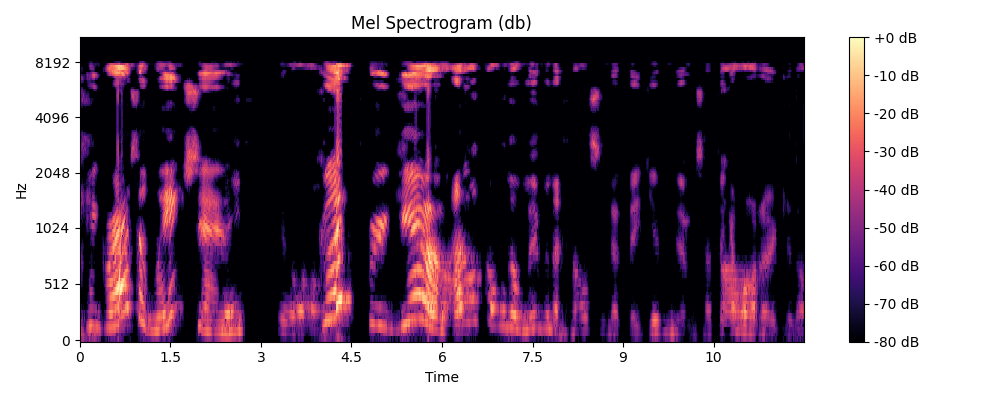 Mel Spectrogram (db)
8192
4096
2048
1024
512
0
Hz
0 1.5 3 4.5 6 7.5 9 10
Time
+0 dB
-10 dB
-20 dB
-30 dB
-40 dB
-50 dB
-60 dB
-70 dB
-80 dB